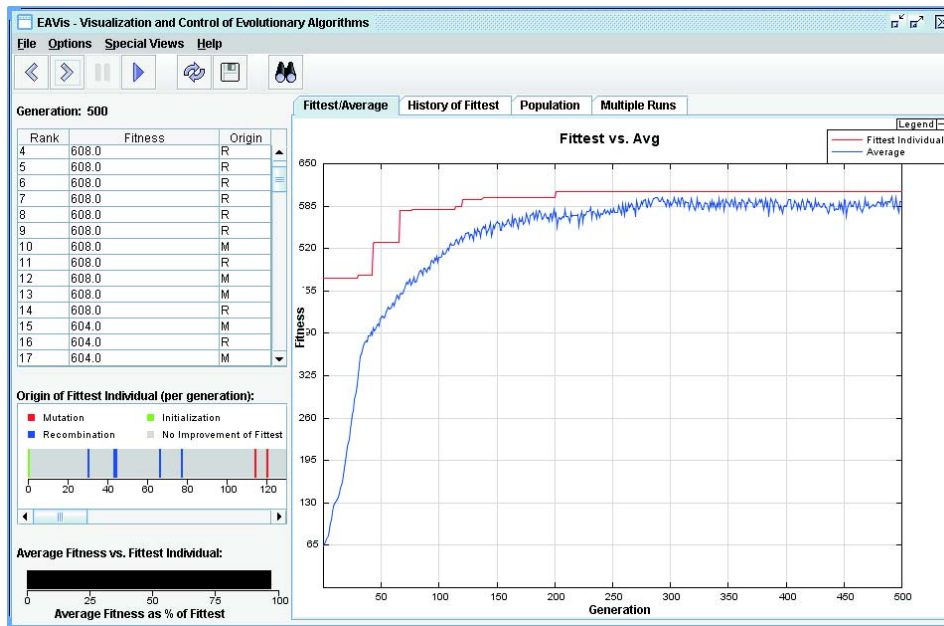 EAVis - Visualization and Control of Evolutionary Algorithms
File Options Special Views Help
Generation: 500
Rank Fitness Origin
4 608.0 R
5 608.0 R
6 608.0 R
7 608.0 R
8 608.0 R
9 608.0 R
10 608.0 M
11 608.0 R
12 608.0 M
13 608.0 M
14 608.0 R
15 604.0 M
16 604.0 R
17 604.0 M
Origin of Fittest Individual (per generation):
Mutation Initialization
Recombination No Improvement of Fittest
0 20 40 60 80 100 120
Average Fitness vs. Fittest Individual:
0 25 50 75 100
Average Fitness as % of Fittest
Fittest/Average History of Fittest Population Multiple Runs
Legend
Fittest vs. Avg
Fittest Individual
Average
650
585
520
55
90
325
260
195
130
65
Fitness
50 100 150 200 250 300 350 400 450 500
Generation